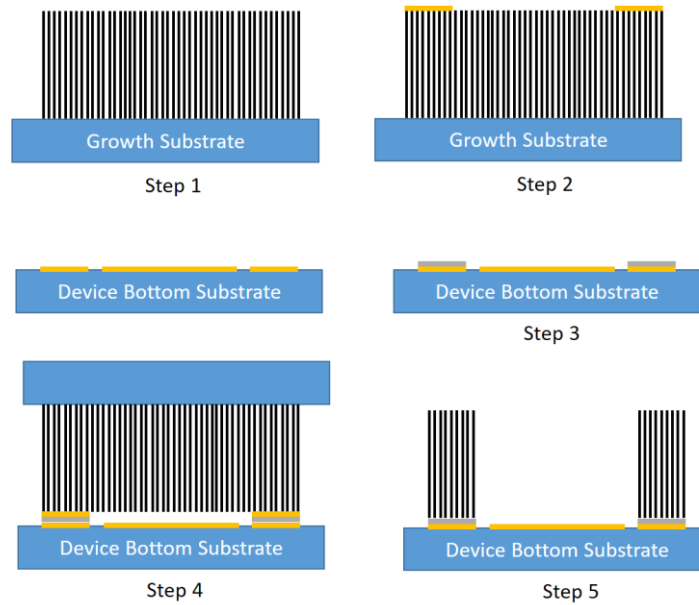 Growth Substrate
Step 1
Growth Substrate
Step 2
Device Bottom Substrate
Device Bottom Substrate
Step 3
Device Bottom Substrate
Step 4
Device Bottom Substrate
Step 5